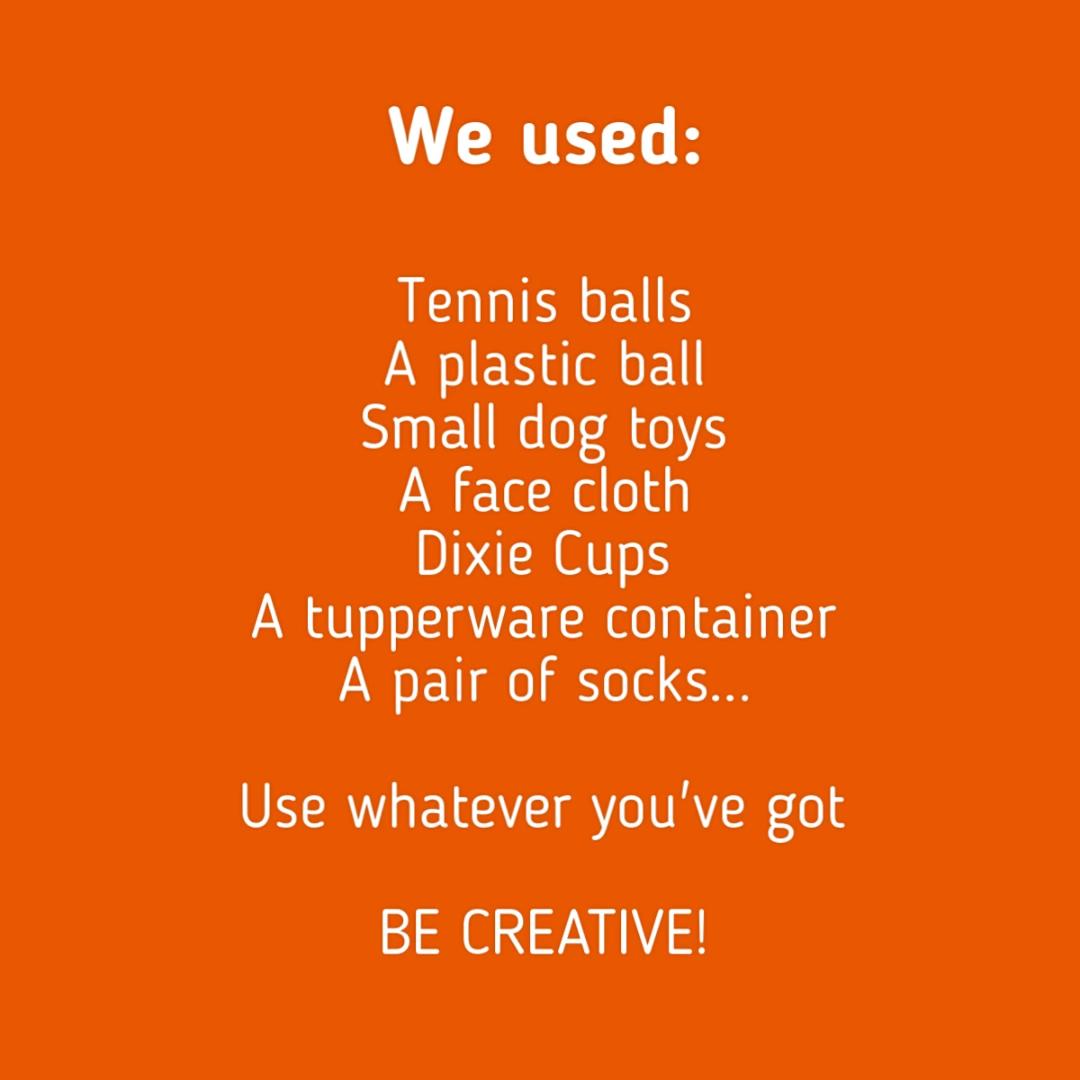 We used:
Tennis balls
A plastic ball
Small dog toys
A face cloth
Dixie Cups
A tupperware container
A pair of socks...
Use whatever you've got
BE CREATIVE!